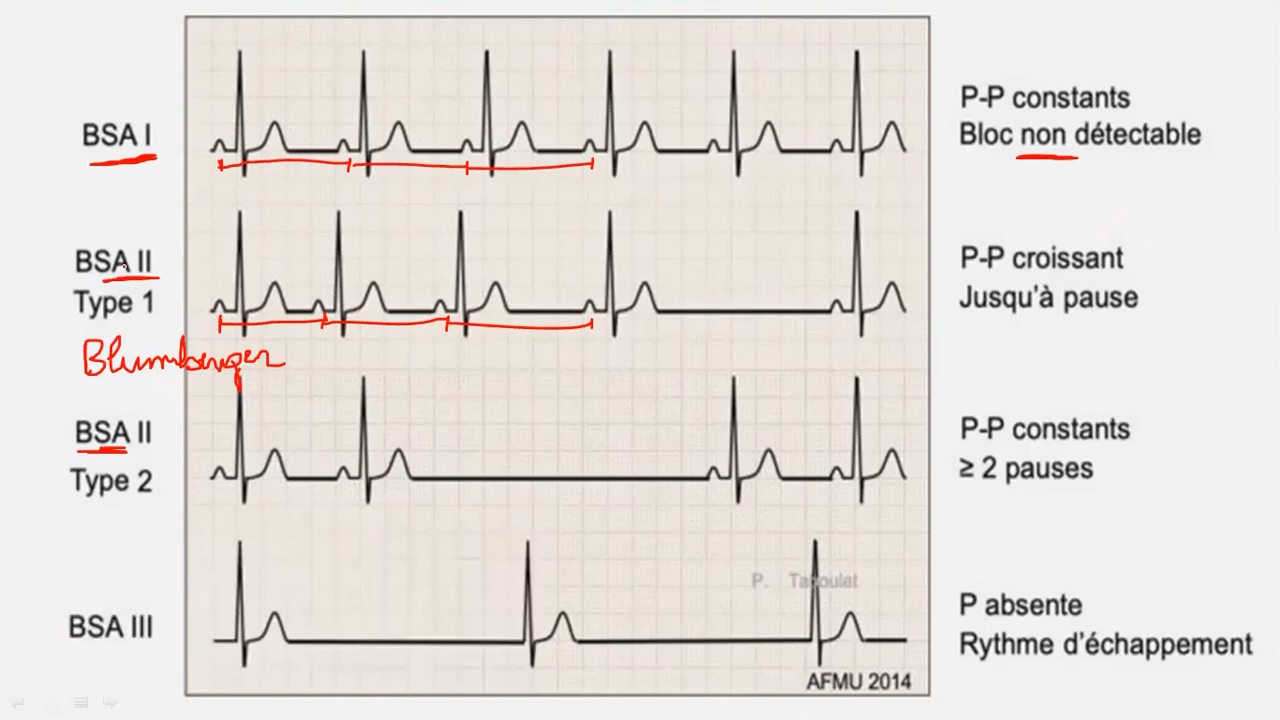 BSA I
P-P constants
Bloc non détectable
BSA II
Type 1
P-P croissant
Jusqu'à pause
Blumberger
BSA II
Type 2
P-P constants
≥ 2 pauses
BSA III
P. Taboulet
P absente
Rythme d'échappement
AFMU 2014